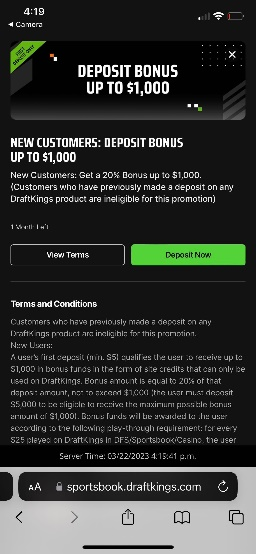 4:19
◀ Camera
FIRST DEPOSIT ONLY
DEPOSIT BONUS
UP TO $1,000
NEW CUSTOMERS: DEPOSIT BONUS
UP TO $1,000
New Customers: Get a 20% Bonus up to $1,000.
(Customers who have previously made a deposit on any
DraftKings product are ineligible for this promotion)
1 Month Left
View Terms
Deposit Now
Terms and Conditions
Customers who have previously made a deposit on any
DraftKings product are ineligible for this promotion.
New Users:
A user's first deposit (min. $5) qualifies the user to receive up to
$1,000 in bonus funds in the form of site credits that can only be
used on DraftKings. Bonus amount is equal to 20% of that
deposit amount, not to exceed $1,000 (the user must deposit
$5,000 to be eligible to receive the maximum possible bonus
amount of $1,000). Bonus funds will be awarded to the user
according to the following play-through requirement: for every
$25 played on DraftKings in DFS/Sportsbook/Casino, the user
Server Time: 03/22/2023 4:19:41 p.m.
AA sportsbook.draftkings.com